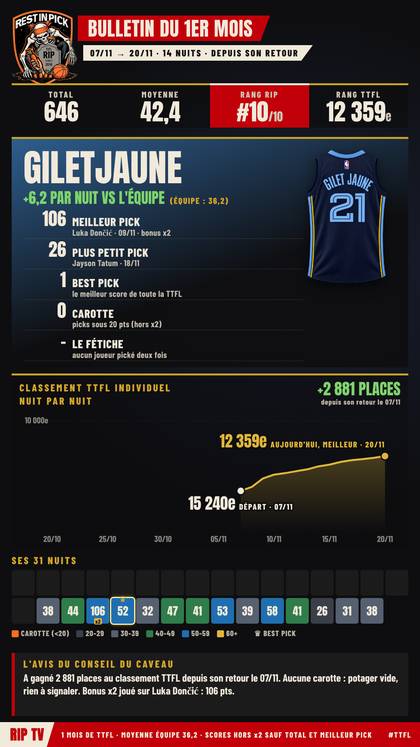 REST IN PICK
RIP
BULLETIN DU 1ER MOIS
07/11 → 20/11 · 14 NUITS · DEPUIS SON RETOUR
TOTAL
646
MOYENNE
42,4
RANG RIP
#10/10
RANG TTFL
12 359e
GILETJAUNE
+6,2 PAR NUIT VS L'ÉQUIPE (ÉQUIPE : 36,2)
106 MEILLEUR PICK
Luka Dončić · 09/11 · bonus x2
26 PLUS PETIT PICK
Jayson Tatum · 18/11
1 BEST PICK
le meilleur score de toute la TTFL
0 CAROTTE
picks sous 20 pts (hors x2)
- LE FÉTICHE
aucun joueur pické deux fois
GILET JAUNE
21
CLASSEMENT TTFL INDIVIDUEL
NUIT PAR NUIT
+2 881 PLACES
depuis son retour le 07/11
10 000e
12 359e AUJOURD'HUI, MEILLEUR · 20/11
15 240e DÉPART · 07/11
20/10 25/10 30/10 05/11 10/11 15/11 20/11
SES 31 NUITS
38 44 106 52 32 47 41 53 39 58 41 26 31 38
x2
CAROTTE (<20) 20-29 30-39 40-49 50-59 60+ BEST PICK
L'AVIS DU CONSEIL DU CAVEAU
A gagné 2 881 places au classement TTFL depuis son retour le 07/11. Aucune carotte : potager vide,
rien à signaler. Bonus x2 joué sur Luka Dončić : 106 pts.
RIP TV
1 MOIS DE TTFL · MOYENNE ÉQUIPE 36,2 · SCORES HORS x2 SAUF TOTAL ET MEILLEUR PICK
#TTFL